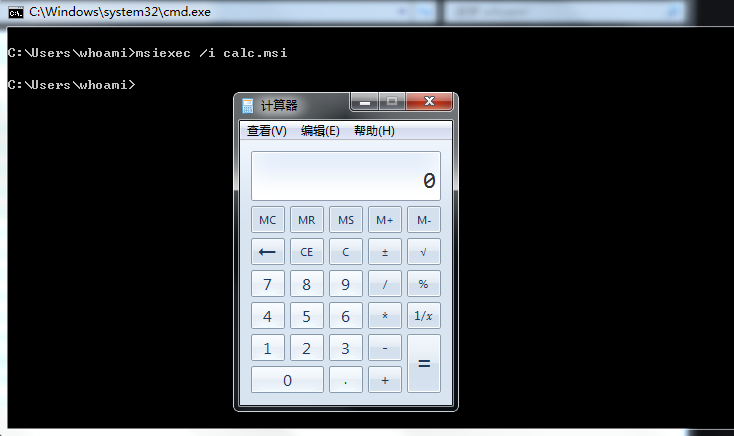 C:\Windows\system32\cmd.exe
C:\Users\whoami>msiexec /i calc.msi
C:\Users\whoami>
计算器
查看(V) 编辑(E) 帮助(H)
0
MC MR MS M+ M-
← CE C ± √
7 8 9 / %
4 5 6 * 1/x
1 2 3 - =
0 . +